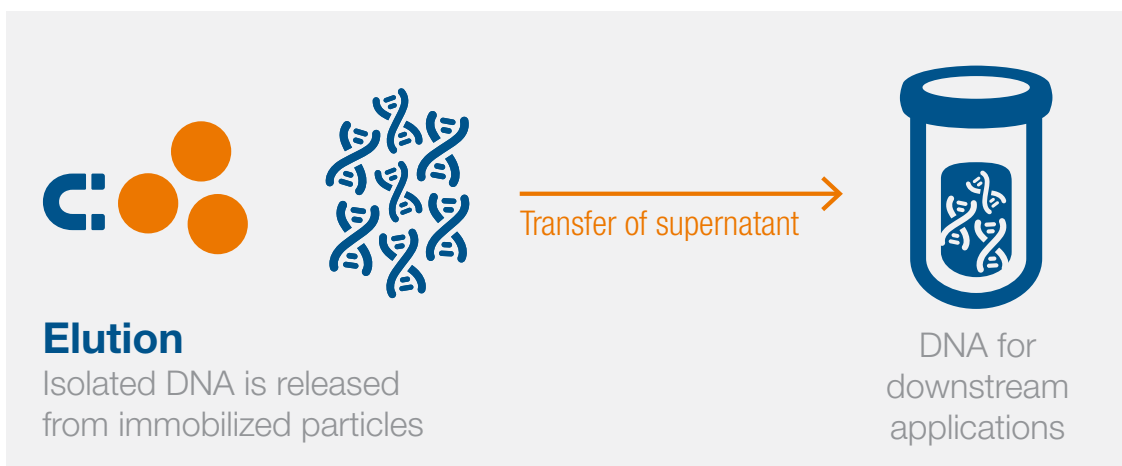 Transfer of supernatant
Elution
Isolated DNA is released
from immobilized particles
DNA for
downstream
applications